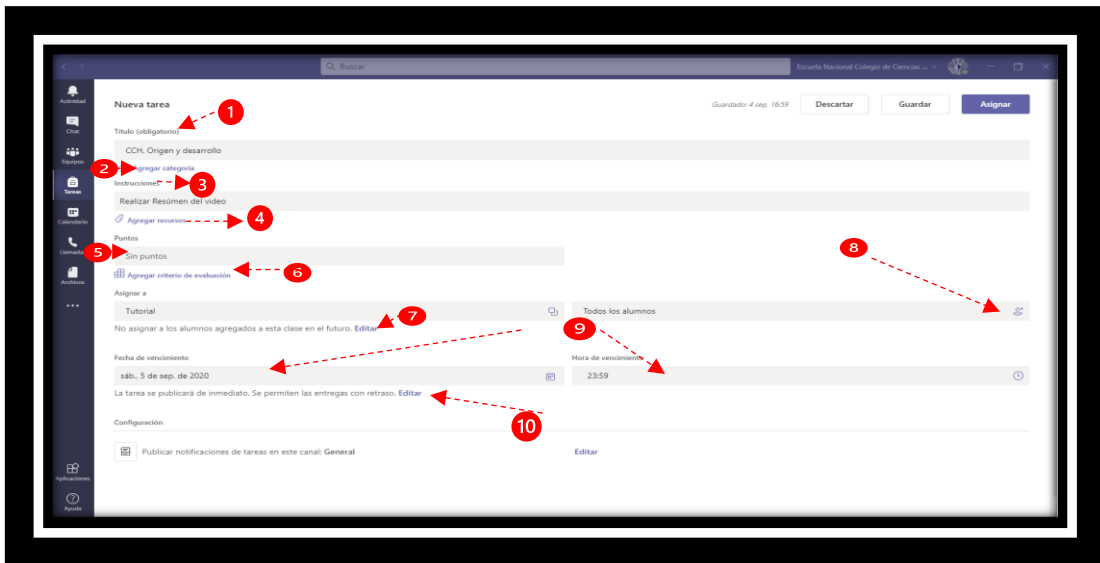 Buscar
Escuela Nacional Colegio de Ciencias ...
Actividad
Chat
Equipos
Tareas
Calendario
Llamadas
Archivos
...
Aplicaciones
Ayuda
Nueva tarea
Guardado: 4 sep, 16:59
Descartar
Guardar
Asignar
1
Título (obligatorio)
CCH. Origen y desarrollo
2
Agregar categoría
Instrucciones
3
Realizar Resúmen del video
Agregar recursos
4
Puntos
5
Sin puntos
6
Agregar criterio de evaluación
8
Asignar a
Tutorial
Todos los alumnos
7
No asignar a los alumnos agregados a esta clase en el futuro. Editar
9
Fecha de vencimiento
Hora de vencimiento
sáb., 5 de sep. de 2020
23:59
La tarea se publicará de inmediato. Se permiten las entregas con retraso. Editar
10
Configuración
Publicar notificaciones de tareas en este canal: General
Editar